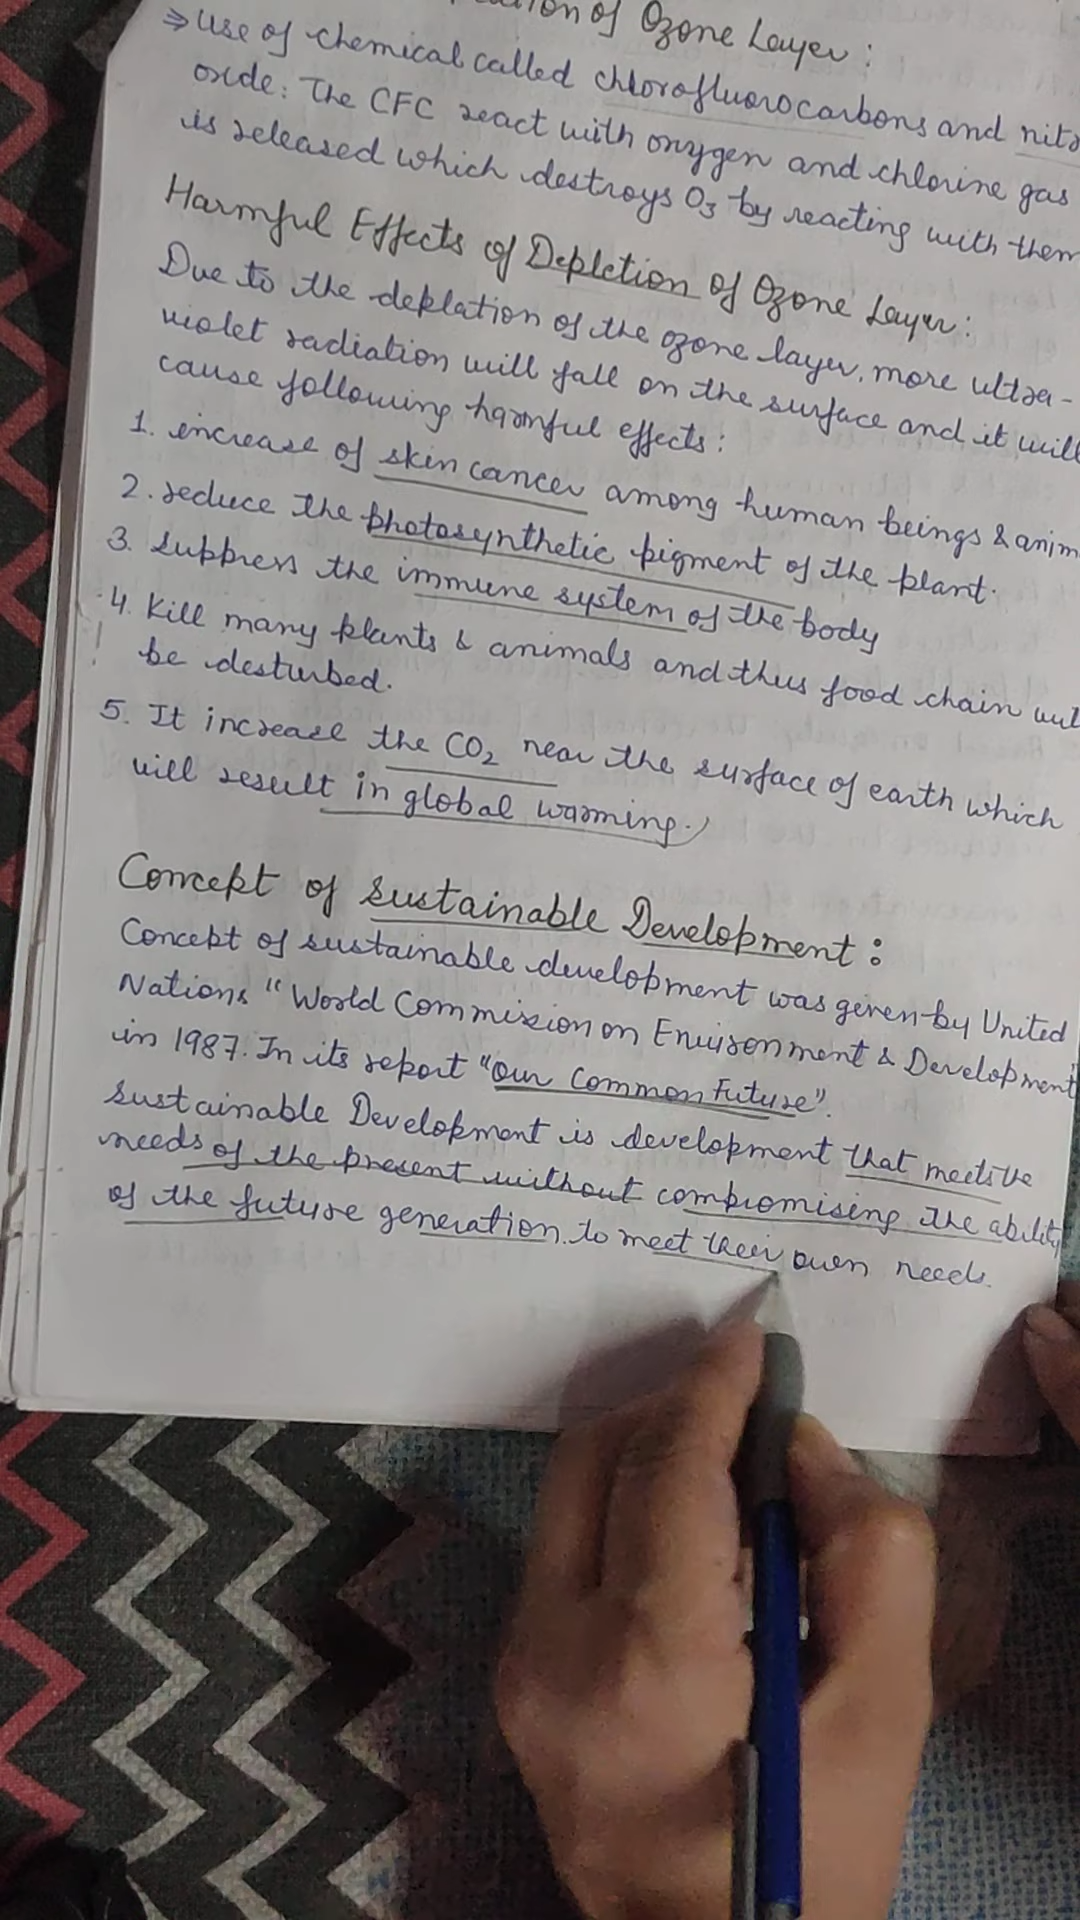 of Ozone Layer:
⇒ Use of chemical called chlorofluorocarbons and
oxide: The CFC react with oxygen and chlorine gas
is released which destroys O₃ by reacting with them
Harmful Effects of Depletion of Ozone Layer:
Due to the deplation of the ozone layer, more ultra-
violet radiation will fall on the surface and it will
cause following harmful effects:
1. increase of skin cancer among human beings &
2. reduce the photosynthetic pigment of the plant.
3. Suppress the immune system of the body
4. Kill many plants & animals and thus food chain
be desturbed.
5. It increase the CO₂ near the surface of earth which
will result in global warming.
Concept of Sustainable Development:
Concept of sustainable development was given by United
Nations "World Commission on Environment & Development"
in 1987. In its report "Our Common Future".
Sustainable Development is development that meets the
needs of the present without compromising the ability
of the future generation to meet their own needs.